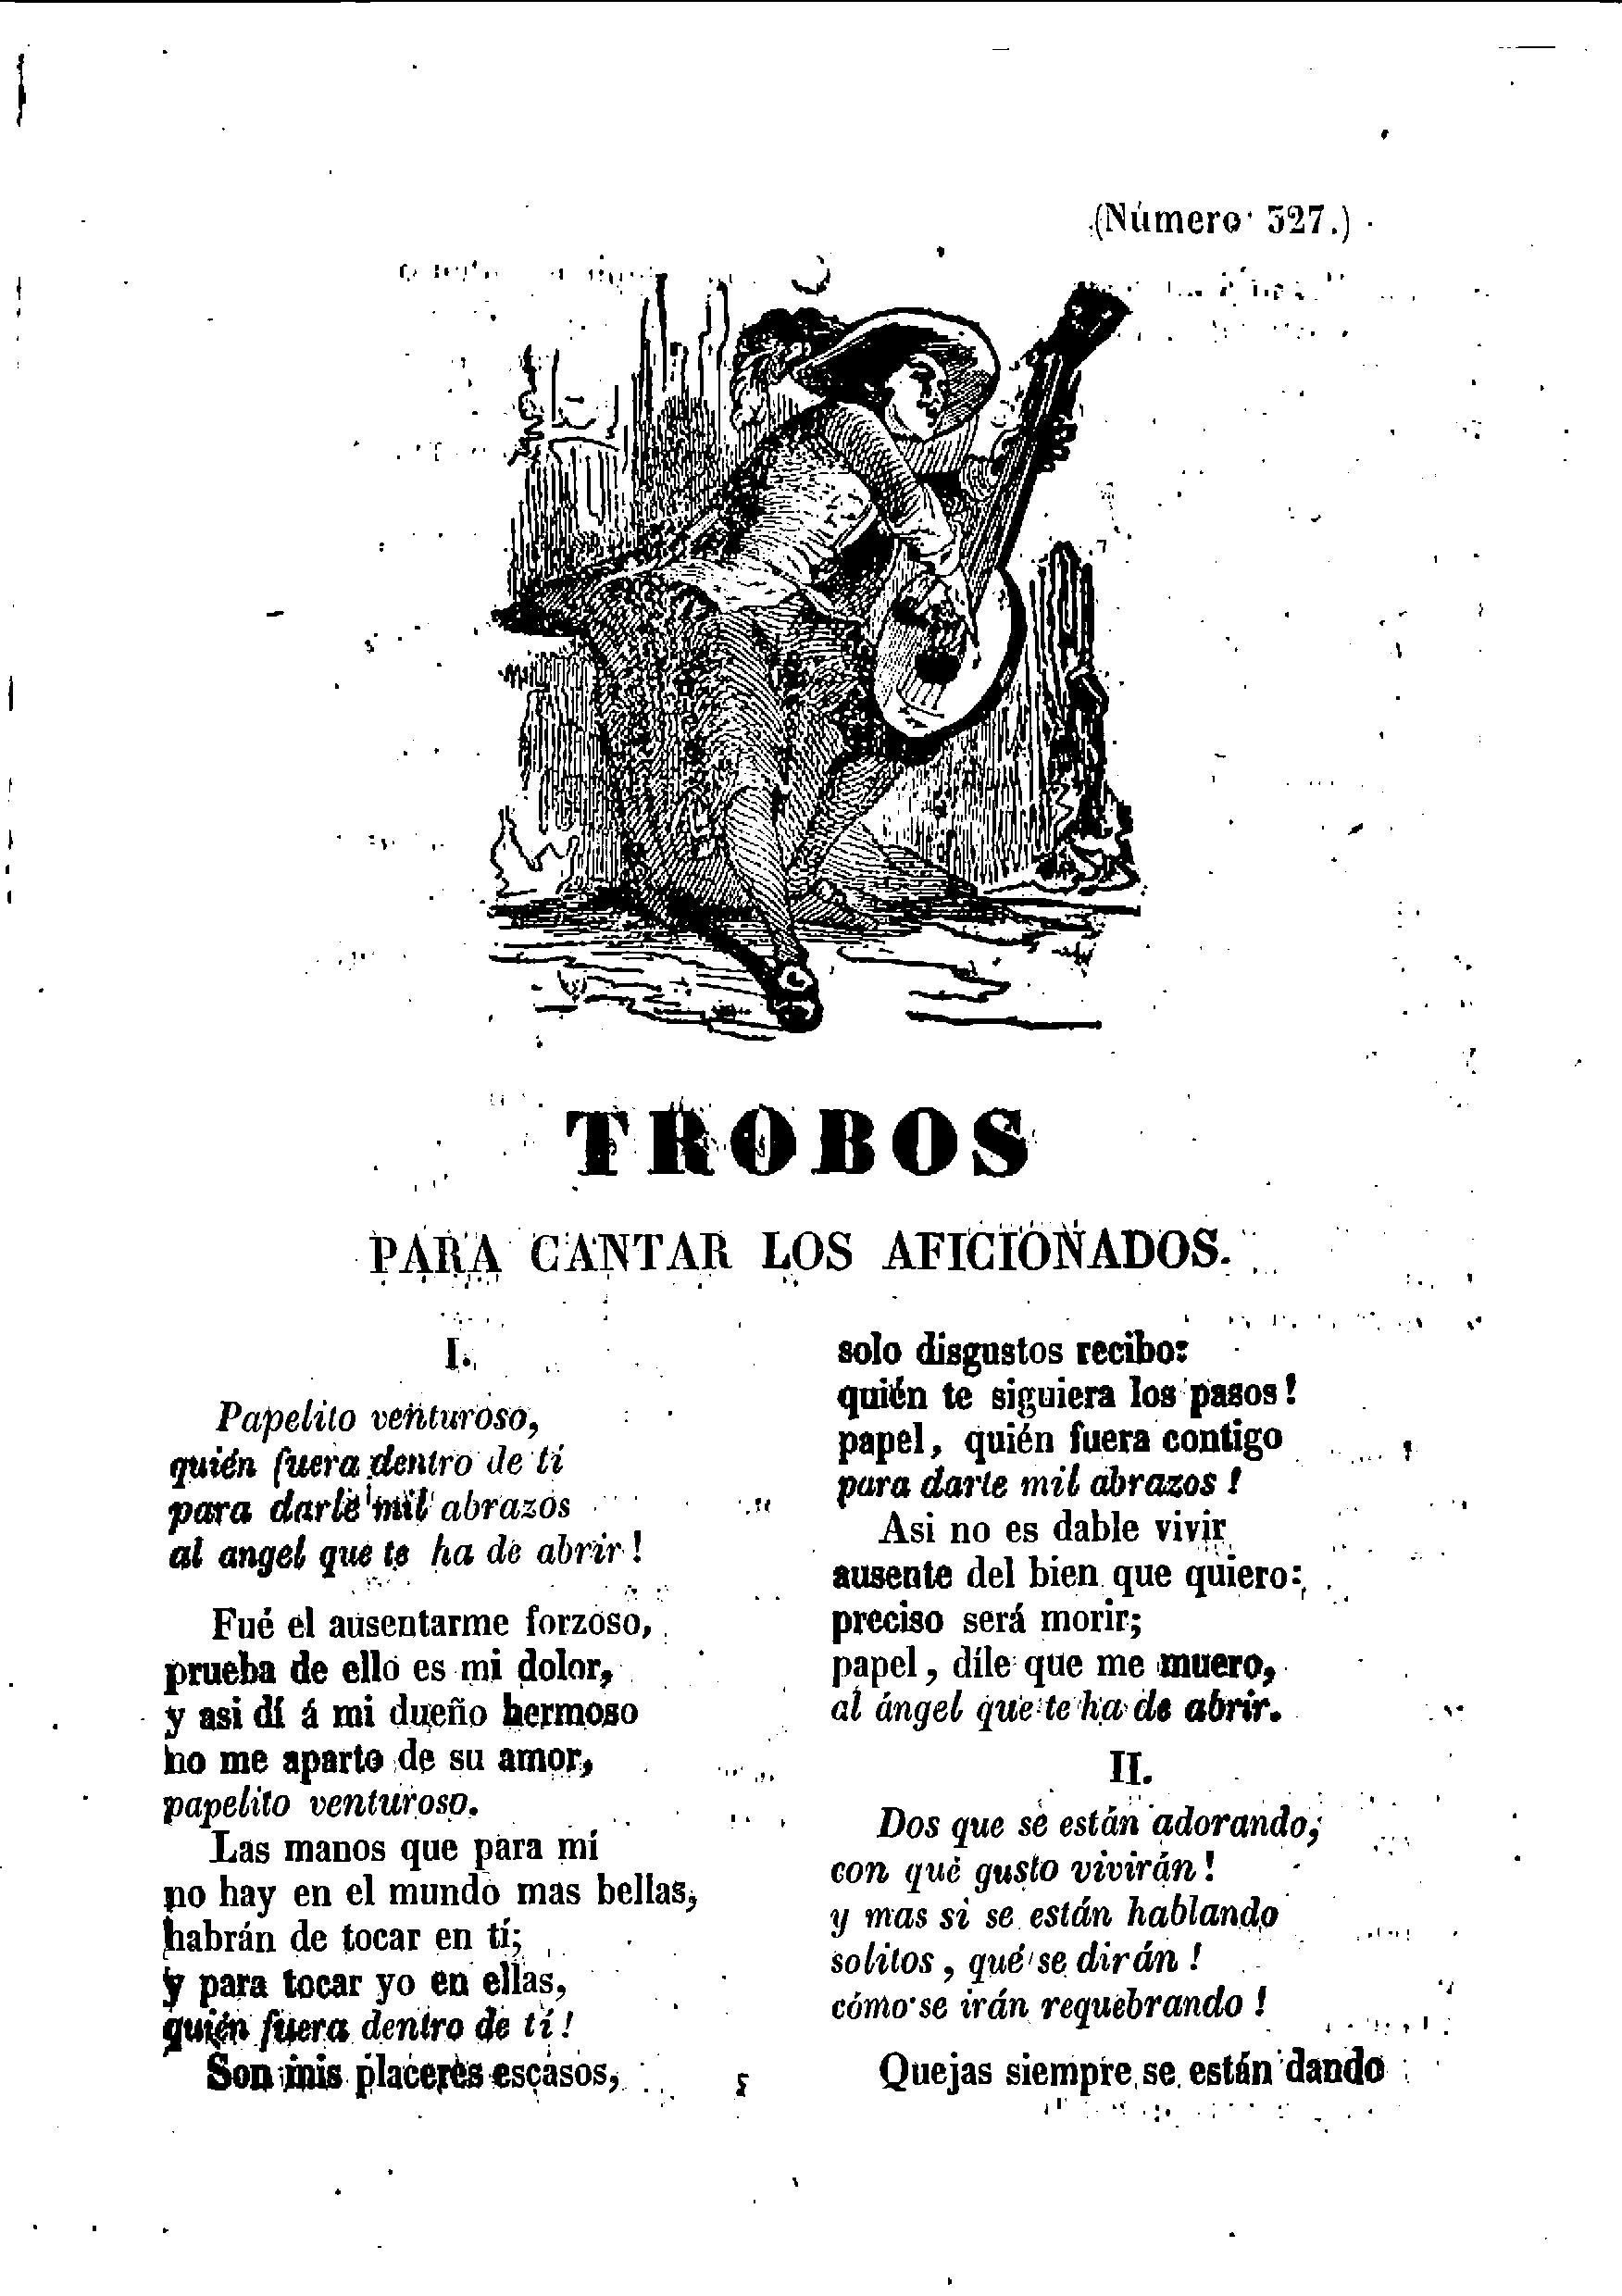 (Número 327.)
TROBOS
PARA CANTAR LOS AFICIONADOS.
I.
Papelito venturoso,
quién fuera dentro de tí
para darle mil abrazos
al angel que te ha de abrir!
Fué el ausentarme forzoso,
prueba de ello es mi dolor,
y asi dí á mi dueño hermoso
no me aparto de su amor,
papelito venturoso.
Las manos que para mí
no hay en el mundo mas bellas,
habrán de tocar en tí;
y para tocar yo en ellas,
quién fuera dentro de tí!
Son mis placeres escasos,
solo disgustos recibo:
quién te siguiera los pasos!
papel, quién fuera contigo
para darte mil abrazos!
Asi no es dable vivir
ausente del bien que quiero:
preciso será morir;
papel, díle que me muero,
al ángel que te ha de abrir.
II.
Dos que se están adorando,
con qué gusto vivirán!
y mas si se están hablando
solitos, qué se dirán!
cómo se irán requebrando!
Quejas siempre se están dando